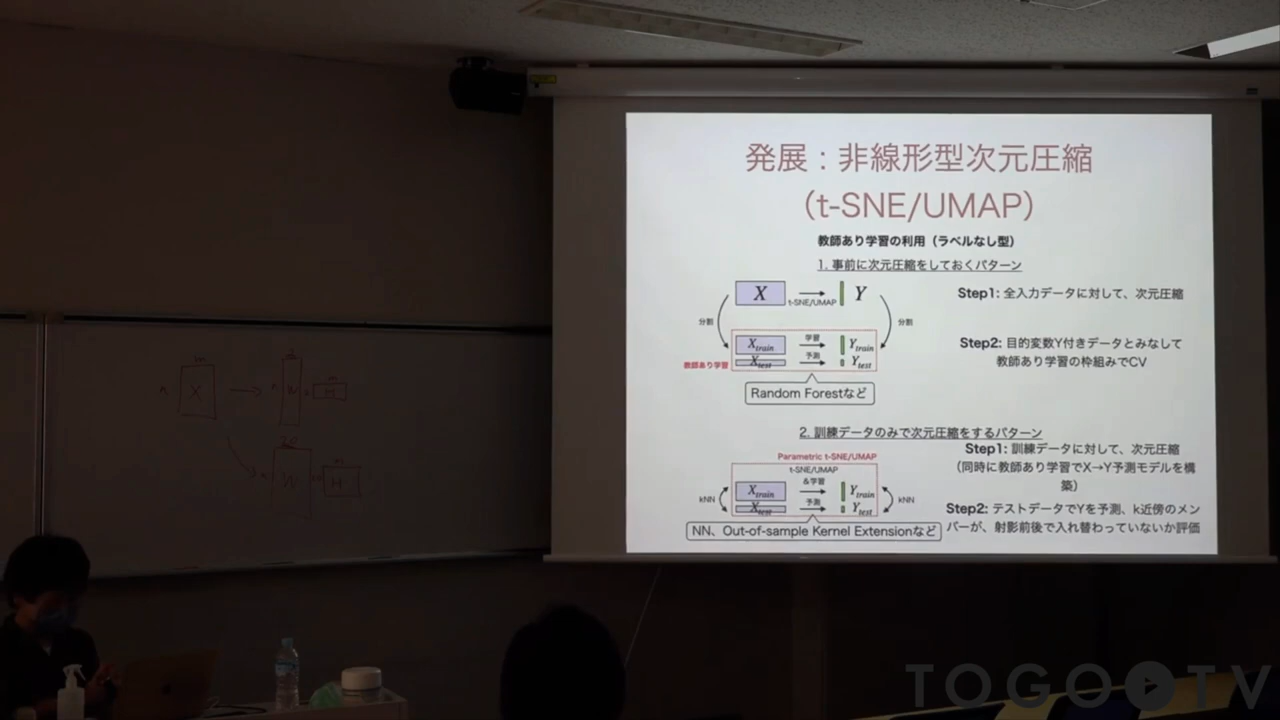 発展：非線形型次元圧縮
（t-SNE/UMAP）
教師あり学習の利用（ラベルなし型）
1. 事前に次元圧縮をしておくパターン
X
t-SNE/UMAP
Y
分割
分割
Xtrain
学習
Ytrain
Xtest
予測
Ytest
教師あり学習
Random Forestなど
Step1: 全入力データに対して、次元圧縮
Step2: 目的変数Y付きデータとみなして
教師あり学習の枠組みでCV
2. 訓練データのみで次元圧縮をするパターン
Parametric t-SNE/UMAP
t-SNE/UMAP
&学習
kNN
Xtrain
Ytrain
kNN
Xtest
予測
Ytest
NN、Out-of-sample Kernel Extensionなど
Step1: 訓練データに対して、次元圧縮
（同時に教師あり学習でX→Y予測モデルを構
築）
Step2: テストデータでYを予測、k近傍のメン
バーが、射影前後で入れ替わっていないか評価
m
n
X
W
H
20
W
H
TOGO TV